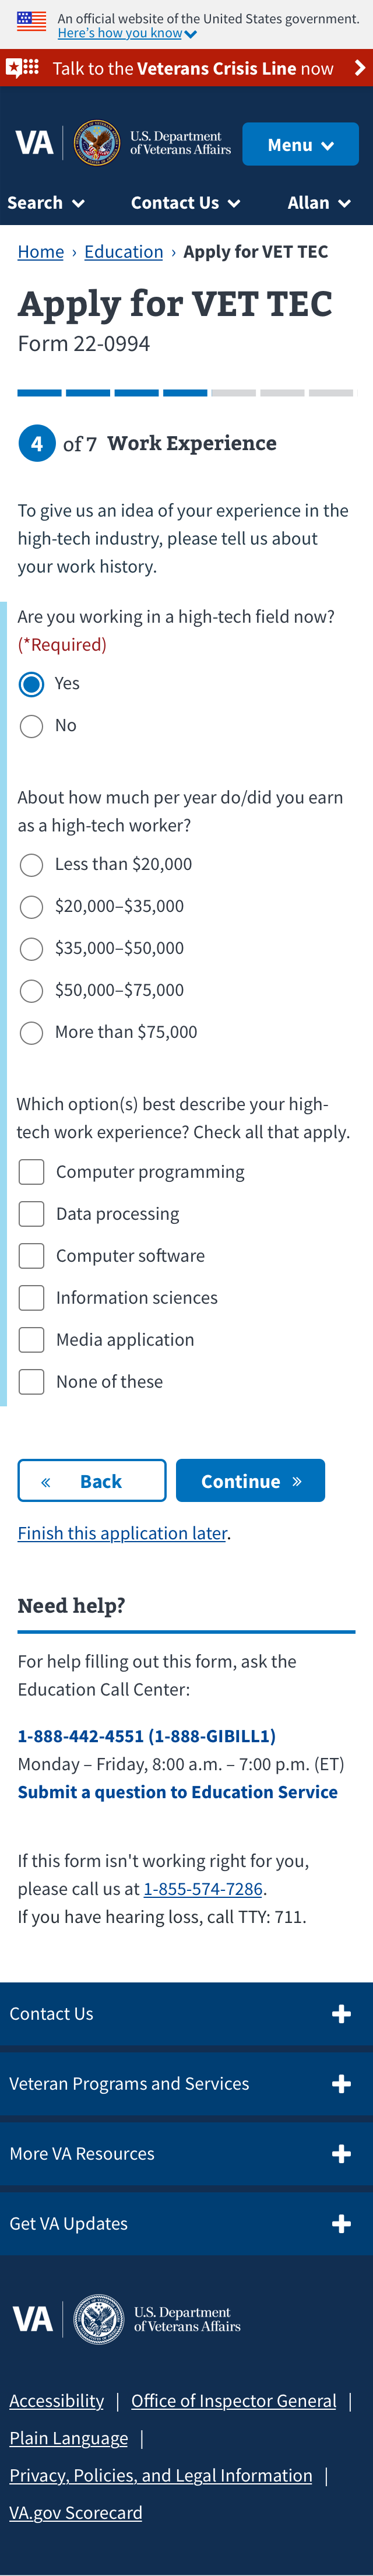 An official website of the United States government.
Here's how you know
Talk to the Veterans Crisis Line now
VA
U.S. Department
of Veterans Affairs
Menu
Search
Contact Us
Allan
Home › Education › Apply for VET TEC
Apply for VET TEC
Form 22-0994
4 of 7 Work Experience
To give us an idea of your experience in the
high-tech industry, please tell us about
your work history.
Are you working in a high-tech field now?
(*Required)
Yes
No
About how much per year do/did you earn
as a high-tech worker?
Less than $20,000
$20,000–$35,000
$35,000–$50,000
$50,000–$75,000
More than $75,000
Which option(s) best describe your high-
tech work experience? Check all that apply.
Computer programming
Data processing
Computer software
Information sciences
Media application
None of these
« Back
Continue »
Finish this application later.
Need help?
For help filling out this form, ask the
Education Call Center:
1-888-442-4551 (1-888-GIBILL1)
Monday – Friday, 8:00 a.m. – 7:00 p.m. (ET)
Submit a question to Education Service
If this form isn't working right for you,
please call us at 1-855-574-7286.
If you have hearing loss, call TTY: 711.
Contact Us
Veteran Programs and Services
More VA Resources
Get VA Updates
VA
U.S. Department
of Veterans Affairs
Accessibility | Office of Inspector General |
Plain Language |
Privacy, Policies, and Legal Information |
VA.gov Scorecard